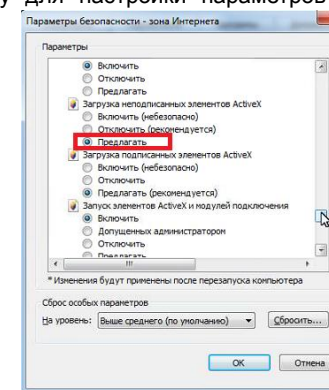 для настройки параметров
Параметры безопасности - зона Интернета
Параметры
Включить
Отключить
Предлагать
Загрузка неподписанных элементов ActiveX
Включить (небезопасно)
Отключить (рекомендуется)
Предлагать
Загрузка подписанных элементов ActiveX
Включить (небезопасно)
Отключить
Предлагать (рекомендуется)
Запуск элементов ActiveX и модулей подключения
Включить
Допущенных администратором
Отключить
Предлагать
*Изменения будут применены после перезапуска компьютера
Сброс особых параметров
На уровень: Выше среднего (по умолчанию) Сбросить...
OK Отмена